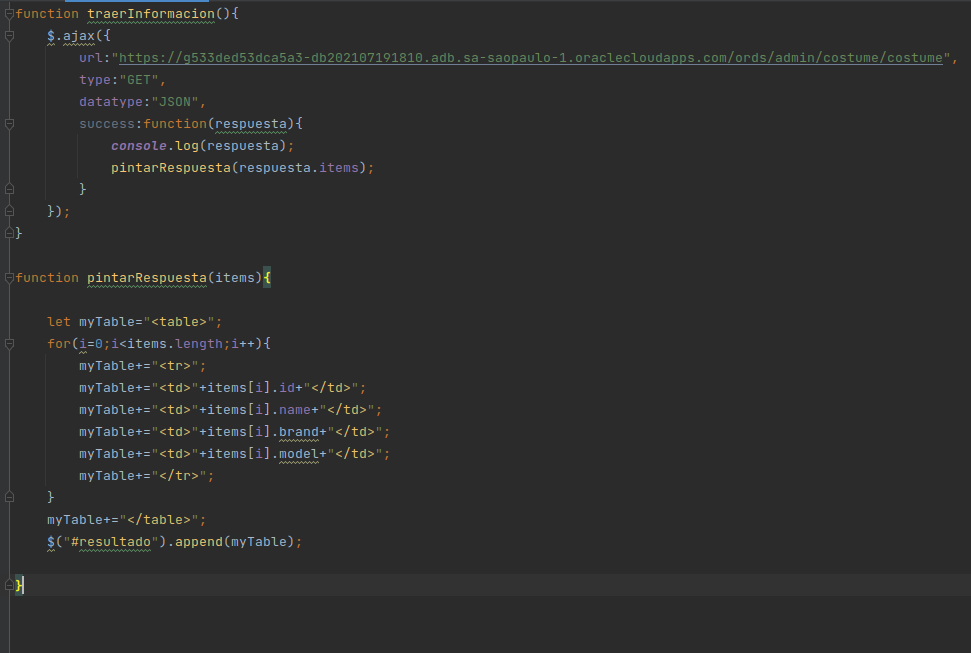 function traerInformacion(){
    $.ajax({
        url:"https://g533ded53dca5a3-db202107191810.adb.sa-saopaulo-1.oraclecloudapps.com/ords/admin/costume/costume",
        type:"GET",
        datatype:"JSON",
        success:function(respuesta){
            console.log(respuesta);
            pintarRespuesta(respuesta.items);
        }
    });
}
function pintarRespuesta(items){
    let myTable="<table>";
    for(i=0;i<items.length;i++){
        myTable+="<tr>";
        myTable+="<td>"+items[i].id+"</td>";
        myTable+="<td>"+items[i].name+"</td>";
        myTable+="<td>"+items[i].brand+"</td>";
        myTable+="<td>"+items[i].model+"</td>";
        myTable+="</tr>";
    }
    myTable+="</table>";
    $("#resultado").append(myTable);
}